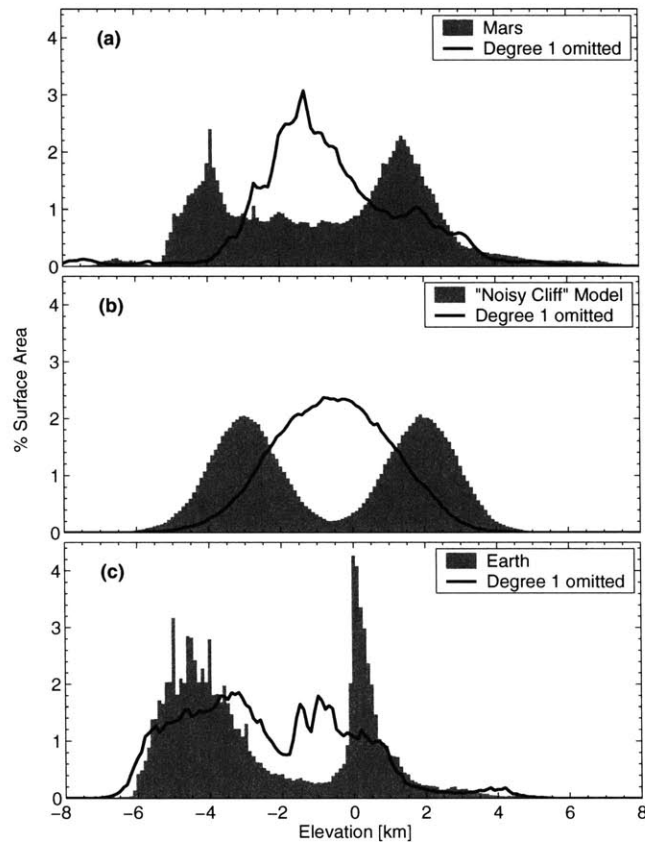 (a)
Mars
Degree 1 omitted
4
3
2
1
0
(b)
"Noisy Cliff" Model
Degree 1 omitted
4
3
2
1
0
% Surface Area
(c)
Earth
Degree 1 omitted
4
3
2
1
0
-8 -6 -4 -2 0 2 4 6 8
Elevation [km]